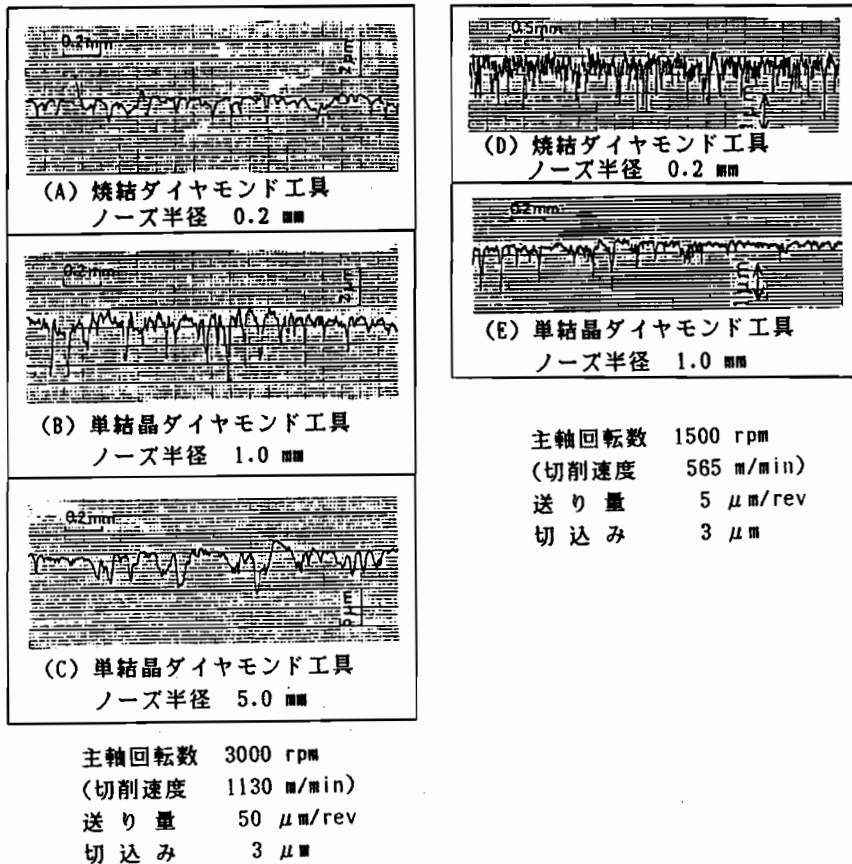 0.2mm
2μm
(A) 焼結ダイヤモンド工具
ノーズ半径 0.2 mm
0.2mm
2μm
(B) 単結晶ダイヤモンド工具
ノーズ半径 1.0 mm
0.2mm
5μm
(C) 単結晶ダイヤモンド工具
ノーズ半径 5.0 mm
主軸回転数 3000 rpm
(切削速度 1130 m/min)
送り量 50 μm/rev
切込み 3 μm
0.5mm
(D) 焼結ダイヤモンド工具
ノーズ半径 0.2 mm
0.2mm
1μm
(E) 単結晶ダイヤモンド工具
ノーズ半径 1.0 mm
主軸回転数 1500 rpm
(切削速度 565 m/min)
送り量 5 μm/rev
切込み 3 μm